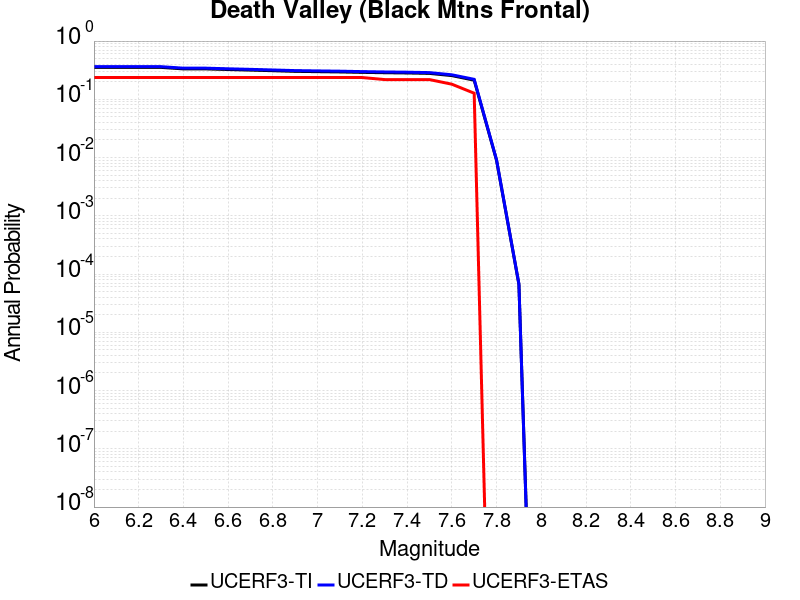 Death Valley (Black Mtns Frontal)
10^0
10^-1
10^-2
10^-3
10^-4
10^-5
10^-6
10^-7
10^-8
Annual Probability
6 6.2 6.4 6.6 6.8 7 7.2 7.4 7.6 7.8 8 8.2 8.4 8.6 8.8 9
Magnitude
UCERF3-TI UCERF3-TD UCERF3-ETAS